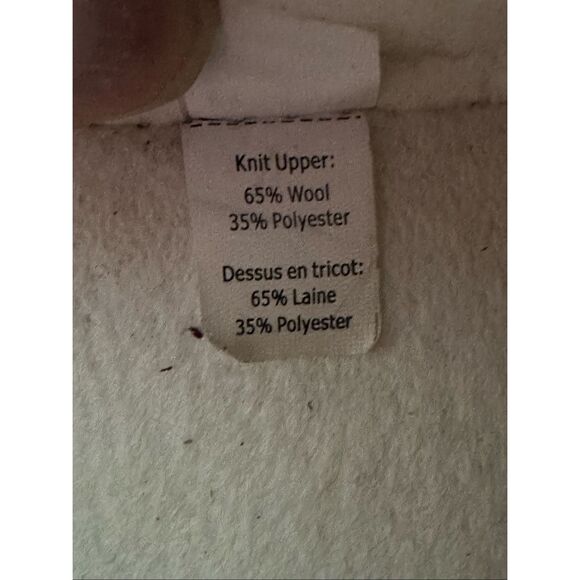 Knit Upper:
65% Wool
35% Polyester
Dessus en tricot:
65% Laine
35% Polyester